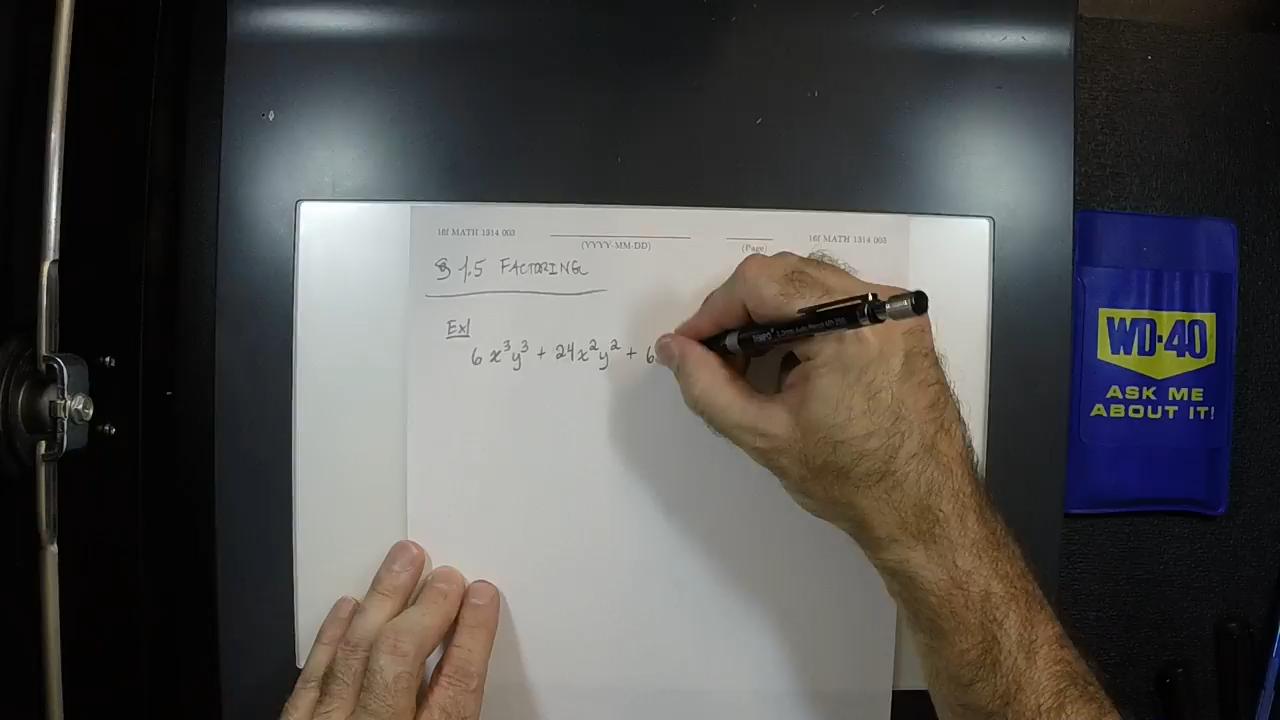 16f MATH 1314 003
(YYYY-MM-DD)
(Page)
16f MATH 1314 003
§ 1.5 FACTORING
Ex1
6x³y³ + 24x²y² + 6
WD-40
ASK ME
ABOUT IT!